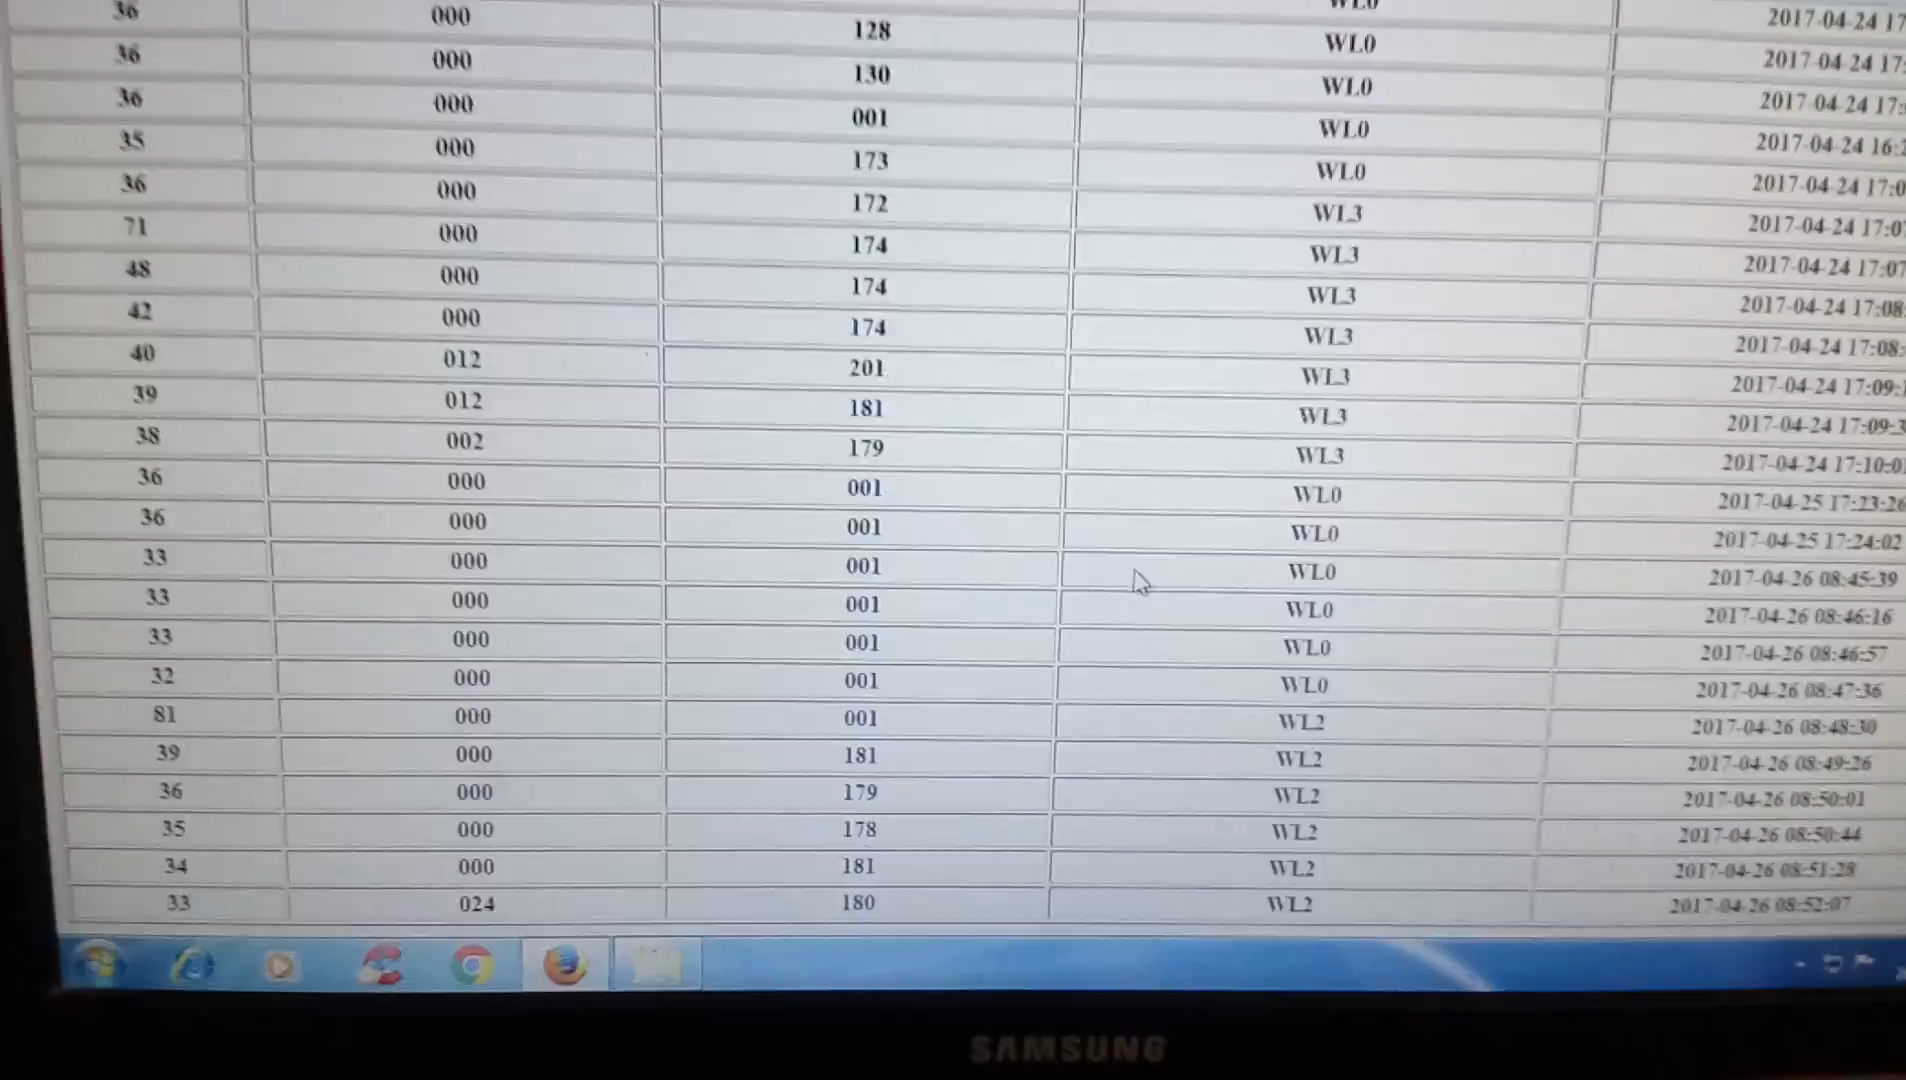 WL0 2017-04-24 17
36 000 128 WL0 2017-04-24 17:
36 000 130 WL0 2017-04-24 17:
36 000 001 WL0 2017-04-24 16:2
35 000 173 WL0 2017-04-24 17:0
36 000 172 WL3 2017-04-24 17:07
71 000 174 WL3 2017-04-24 17:07
48 000 174 WL3 2017-04-24 17:08:
42 000 174 WL3 2017-04-24 17:08:
40 012 201 WL3 2017-04-24 17:09:1
39 012 181 WL3 2017-04-24 17:09:3
38 002 179 WL3 2017-04-24 17:10:01
36 000 001 WL0 2017-04-25 17:23:26
36 000 001 WL0 2017-04-25 17:24:02
33 000 001 WL0 2017-04-26 08:45:39
33 000 001 WL0 2017-04-26 08:46:16
33 000 001 WL0 2017-04-26 08:46:57
32 000 001 WL0 2017-04-26 08:47:36
81 000 001 WL2 2017-04-26 08:48:30
39 000 181 WL2 2017-04-26 08:49:26
36 000 179 WL2 2017-04-26 08:50:01
35 000 178 WL2 2017-04-26 08:50:44
34 000 181 WL2 2017-04-26 08:51:28
33 024 180 WL2 2017-04-26 08:52:07
SAMSUNG